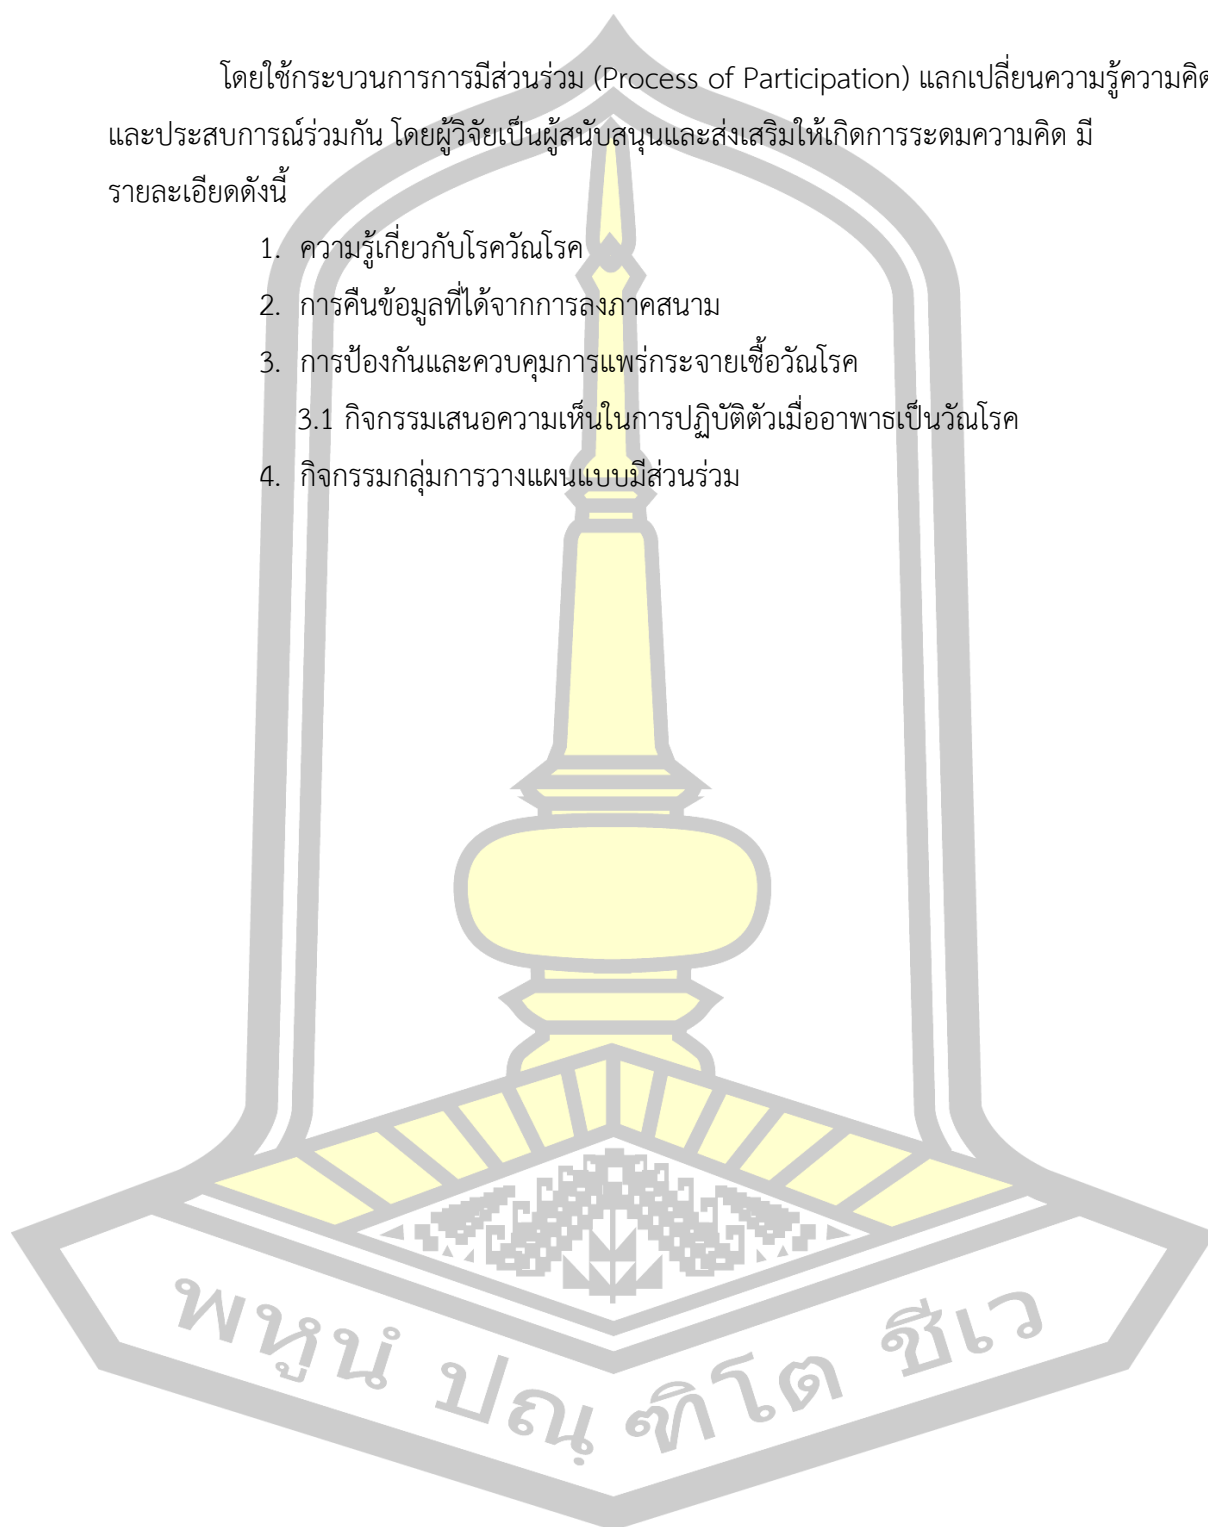 โดยใช้กระบวนการการมีส่วนร่วม (Process of Participation) แลกเปลี่ยนความรู้ความคิด
และประสบการณ์ร่วมกัน โดยผู้วิจัยเป็นผู้สนับสนุนและส่งเสริมให้เกิดการระดมความคิด มี
รายละเอียดดังนี้
1. ความรู้เกี่ยวกับโรควัณโรค
2. การคืนข้อมูลที่ได้จากการลงภาคสนาม
3. การป้องกันและควบคุมการแพร่กระจายเชื้อวัณโรค
3.1 กิจกรรมเสนอความเห็นในการปฏิบัติตัวเมื่ออาพาธเป็นวัณโรค
4. กิจกรรมกลุ่มการวางแผนแบบมีส่วนร่วม
พหูนํ ปณฺฑิโต ชีเว